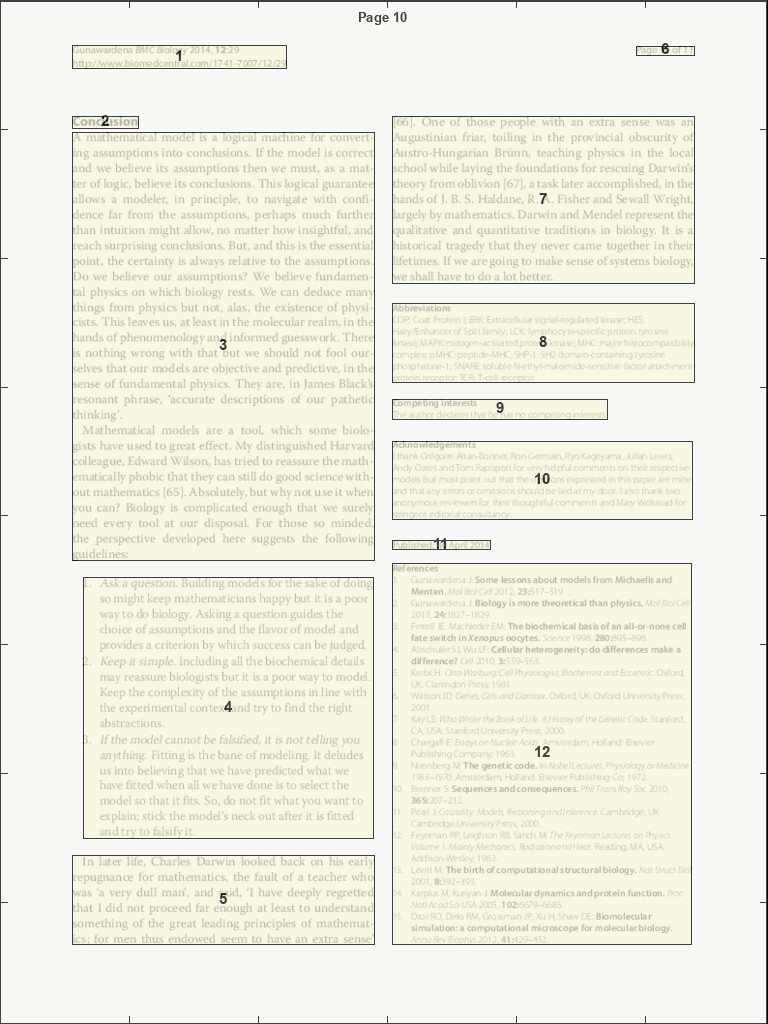 Page 10
Gunawardena BMC Biology 2014, 12:29
http://www.biomedcentral.com/1741-7007/12/29
1
Page 6 of 11
Conclusion
2
A mathematical model is a logical machine for convert-
ing assumptions into conclusions. If the model is correct
and we believe its assumptions then we must, as a mat-
ter of logic, believe its conclusions. This logical guarantee
allows a modeler, in principle, to navigate with confi-
dence far from the assumptions, perhaps much further
than intuition might allow, no matter how insightful, and
reach surprising conclusions. But, and this is the essential
point, the certainty is always relative to the assumptions.
Do we believe our assumptions? We believe fundamen-
tal physics on which biology rests. We can deduce many
things from physics but not, alas, the existence of physi-
cists. This leaves us, at least in the molecular realm, in the
hands of phenomenology and informed guesswork. There
3
is nothing wrong with that but we should not fool our-
selves that our models are objective and predictive, in the
sense of fundamental physics. They are, in James Black's
resonant phrase, 'accurate descriptions of our pathetic
thinking'.
Mathematical models are a tool, which some biolo-
gists have used to great effect. My distinguished Harvard
colleague, Edward Wilson, has tried to reassure the math-
ematically phobic that they can still do good science with-
out mathematics [65]. Absolutely, but why not use it when
you can? Biology is complicated enough that we surely
need every tool at our disposal. For those so minded,
the perspective developed here suggests the following
guidelines:
1. Ask a question. Building models for the sake of doing
so might keep mathematicians happy but it is a poor
way to do biology. Asking a question guides the
choice of assumptions and the flavor of model and
provides a criterion by which success can be judged.
2. Keep it simple. Including all the biochemical details
may reassure biologists but it is a poor way to model.
Keep the complexity of the assumptions in line with
the experimental context and try to find the right
4
abstractions.
3. If the model cannot be falsified, it is not telling you
anything. Fitting is the bane of modeling. It deludes
us into believing that we have predicted what we
have fitted when all we have done is to select the
model so that it fits. So, do not fit what you want to
explain; stick the model's neck out after it is fitted
and try to falsify it.
In later life, Charles Darwin looked back on his early
repugnance for mathematics, the fault of a teacher who
was 'a very dull man', and said, 'I have deeply regretted
5
that I did not proceed far enough at least to understand
something of the great leading principles of mathemat-
ics; for men thus endowed seem to have an extra sense'
[66]. One of those people with an extra sense was an
Augustinian friar, toiling in the provincial obscurity of
Austro-Hungarian Brünn, teaching physics in the local
school while laying the foundations for rescuing Darwin's
theory from oblivion [67], a task later accomplished, in the
hands of J. B. S. Haldane, R. A. Fisher and Sewall Wright,
7
largely by mathematics. Darwin and Mendel represent the
qualitative and quantitative traditions in biology. It is a
historical tragedy that they never came together in their
lifetimes. If we are going to make sense of systems biology,
we shall have to do a lot better.
Abbreviations
COP: Coat Protein I; ERK: Extracellular signal-regulated kinase; HES:
Hairy/Enhancer of Split family; LCK: lymphocyte-specific protein tyrosine
kinase; MAPK: mitogen-activated protein kinase; MHC: major histocompatibility
8
complex; pMHC: peptide-MHC; SHP-1: SH2 domain-containing tyrosine
phosphatase-1; SNARE: soluble N-ethyl-maleimide-sensitive factor attachment
protein receptor; TCR: T-cell receptor.
Competing interests
9
The author declares that he has no competing interests.
Acknowledgements
I thank Grégoire Altan-Bonnet, Ron Germain, Ryo Kageyama, Julian Lewis,
Andy Oates and Tom Rapoport for very helpful comments on their respective
models but must point out that the opinions expressed in this paper are mine
10
and that any errors or omissions should be laid at my door. I also thank two
anonymous reviewers for their thoughtful comments and Mary Welstead for
stringent editorial consultancy.
Published: April 2014
11
References
1. Gunawardena J: Some lessons about models from Michaelis and
Menten. Mol Biol Cell 2012, 23:517–519.
2. Gunawardena J: Biology is more theoretical than physics. Mol Biol Cell
2013, 24:1827–1829.
3. Ferrell JE, Machleder EM: The biochemical basis of an all-or-none cell
fate switch in Xenopus oocytes. Science 1998, 280:895–898.
4. Altschuler SJ, Wu LF: Cellular heterogeneity: do differences make a
difference? Cell 2010, 3:559–563.
5. Krebs H: Otto Warburg: Cell Physiologist, Biochemist and Eccentric. Oxford,
UK: Clarendon Press; 1981.
6. Watson JD: Genes, Girls and Gamow. Oxford, UK: Oxford University Press;
2001.
7. Kay LE: Who Wrote the Book of Life. A History of the Genetic Code. Stanford,
CA, USA: Stanford University Press; 2000.
8. Chargaff E: Essays on Nucleic Acids. Amsterdam, Holland: Elsevier
Publishing Company; 1963.
12
9. Nirenberg M: The genetic code. In Nobel Lectures, Physiology or Medicine
1963–1970. Amsterdam, Holland: Elsevier Publishing Co; 1972.
10. Brenner S: Sequences and consequences. Phil Trans Roy Soc 2010,
365:207–212.
11. Pearl J: Causality: Models, Reasoning and Inference. Cambridge, UK:
Cambridge University Press; 2000.
12. Feynman RP, Leighton RB, Sands M: The Feynman Lectures on Physics.
Volume 1. Mainly Mechanics, Radiation and Heat. Reading, MA, USA:
Addison-Wesley; 1963.
13. Levitt M: The birth of computational structural biology. Nat Struct Biol
2001, 8:392–393.
14. Karplus M, Kuriyan J: Molecular dynamics and protein function. Proc
Natl Acad Sci USA 2005, 102:6679–6685.
15. Dror RO, Dirks RM, Grossman JP, Xu H, Shaw DE: Biomolecular
simulation: a computational microscope for molecular biology.
Annu Rev Biophys 2012, 41:429–452.